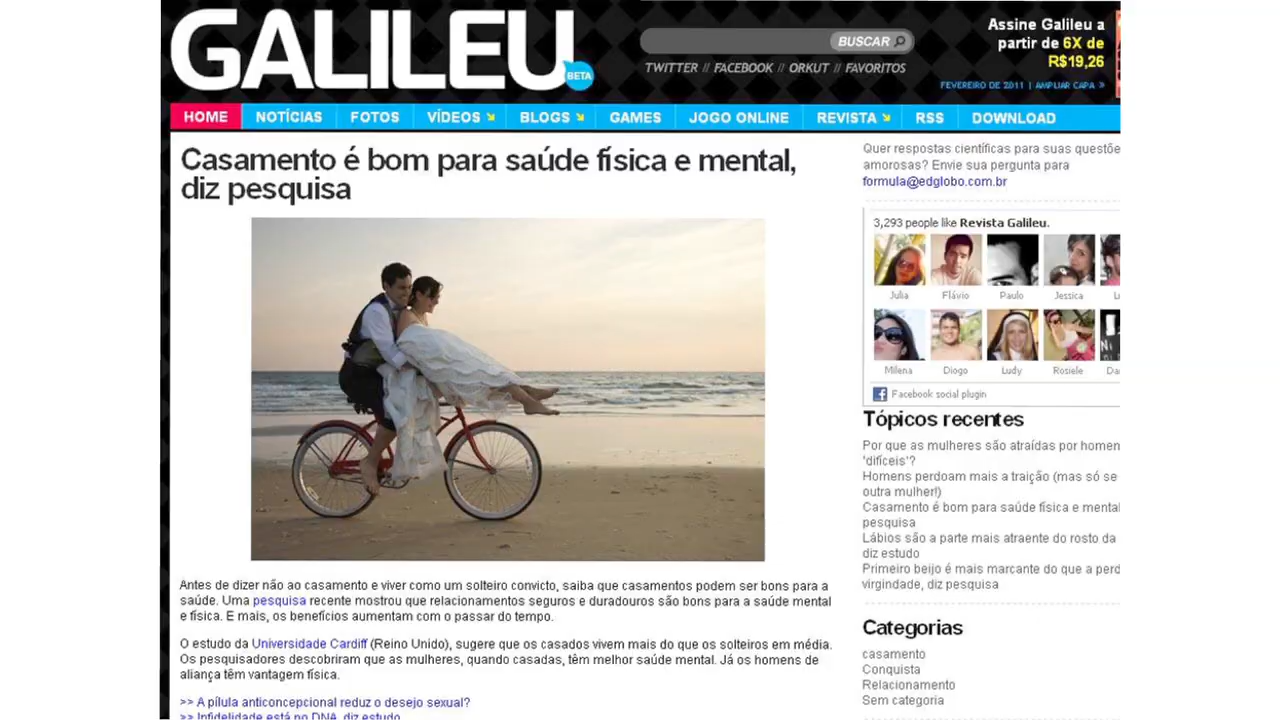 GALILEU
BETA
BUSCAR
TWITTER // FACEBOOK // ORKUT // FAVORITOS
Assine Galileu a
partir de 6X de
R$19,26
FEVEREIRO DE 2011 | AMPLIAR CAPA »
HOME NOTÍCIAS FOTOS VÍDEOS BLOGS GAMES JOGO ONLINE REVISTA RSS DOWNLOAD
Casamento é bom para saúde física e mental,
diz pesquisa
Antes de dizer não ao casamento e viver como um solteiro convicto, saiba que casamentos podem ser bons para a
saúde. Uma pesquisa recente mostrou que relacionamentos seguros e duradouros são bons para a saúde mental
e física. E mais, os benefícios aumentam com o passar do tempo.
O estudo da Universidade Cardiff (Reino Unido), sugere que os casados vivem mais do que os solteiros em média.
Os pesquisadores descobriram que as mulheres, quando casadas, têm melhor saúde mental. Já os homens de
aliança têm vantagem física.
>> A pílula anticoncepcional reduz o desejo sexual?
>> Infidelidade está no DNA, diz estudo
Quer respostas científicas para suas questõe
amorosas? Envie sua pergunta para
formula@edglobo.com.br
3,293 people like Revista Galileu.
Julia Flávio Paulo Jessica
Milena Diogo Ludy Rosiele
Facebook social plugin
Tópicos recentes
Por que as mulheres são atraídas por homen
'difíceis'?
Homens perdoam mais a traição (mas só se
outra mulher!)
Casamento é bom para saúde física e mental
pesquisa
Lábios são a parte mais atraente do rosto da
diz estudo
Primeiro beijo é mais marcante do que a perd
virgindade, diz pesquisa
Categorias
casamento
Conquista
Relacionamento
Sem categoria